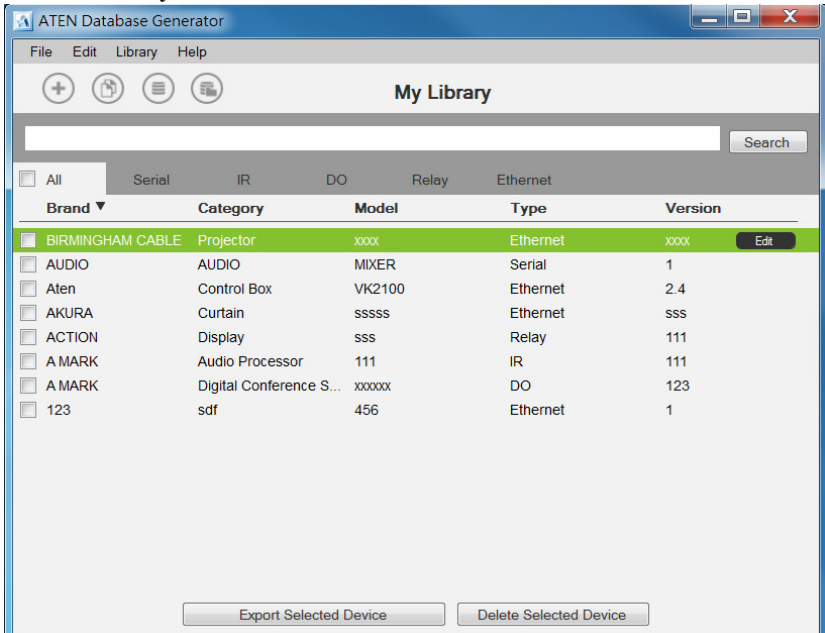 ATEN Database Generator
File Edit Library Help
My Library
Search
All Serial IR DO Relay Ethernet
Brand ▼ Category Model Type Version
BIRMINGHAM CABLE Projector xxxx Ethernet xxxx Edit
AUDIO AUDIO MIXER Serial 1
Aten Control Box VK2100 Ethernet 2.4
AKURA Curtain sssss Ethernet sss
ACTION Display sss Relay 111
A MARK Audio Processor 111 IR 111
A MARK Digital Conference S... xxxxxx DO 123
123 sdf 456 Ethernet 1
Export Selected Device Delete Selected Device